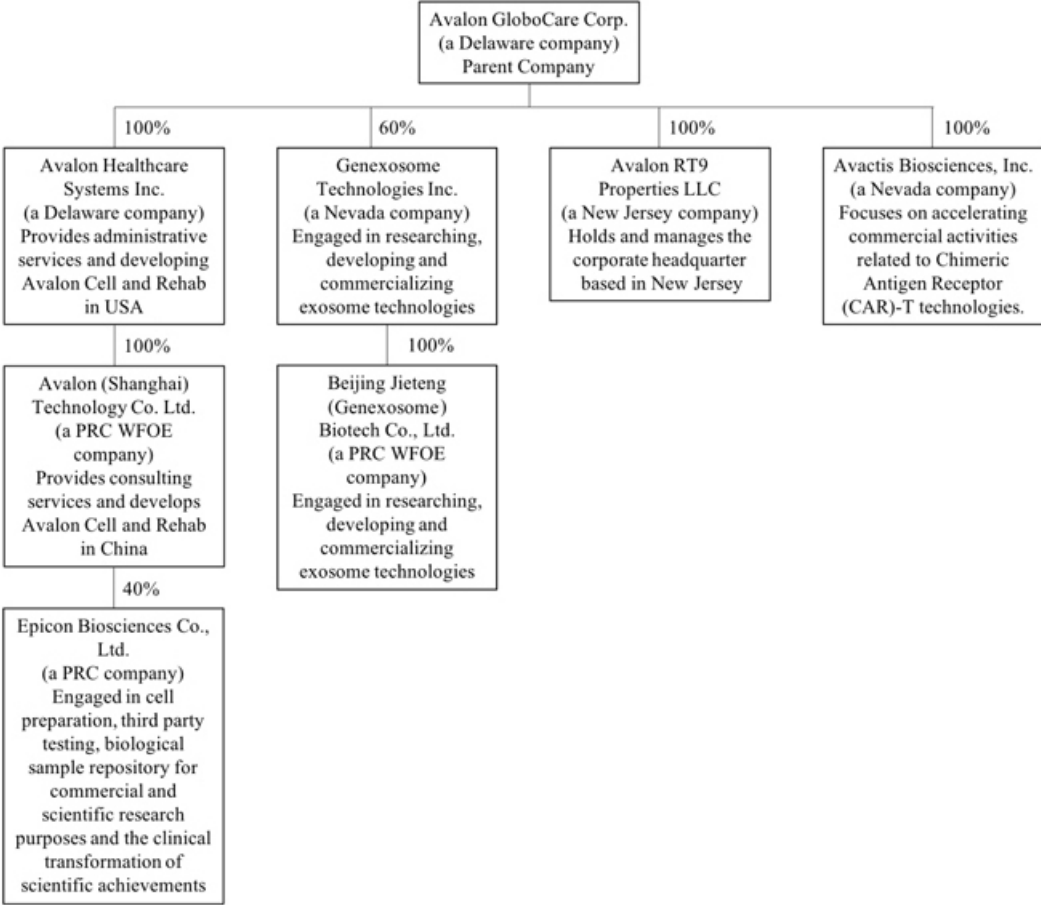 Avalon GloboCare Corp.
(a Delaware company)
Parent Company
100%
60%
100%
100%
Avalon Healthcare
Systems Inc.
(a Delaware company)
Provides administrative
services and developing
Avalon Cell and Rehab
in USA
Genexosome
Technologies Inc.
(a Nevada company)
Engaged in researching,
developing and
commercializing
exosome technologies
Avalon RT9
Properties LLC
(a New Jersey company)
Holds and manages the
corporate headquarter
based in New Jersey
Avactis Biosciences, Inc.
(a Nevada company)
Focuses on accelerating
commercial activities
related to Chimeric
Antigen Receptor
(CAR)-T technologies.
100%
100%
Avalon (Shanghai)
Technology Co. Ltd.
(a PRC WFOE
company)
Provides consulting
services and develops
Avalon Cell and Rehab
in China
Beijing Jieteng
(Genexosome)
Biotech Co., Ltd.
(a PRC WFOE
company)
Engaged in researching,
developing and
commercializing
exosome technologies
40%
Epicon Biosciences Co.,
Ltd.
(a PRC company)
Engaged in cell
preparation, third party
testing, biological
sample repository for
commercial and
scientific research
purposes and the clinical
transformation of
scientific achievements